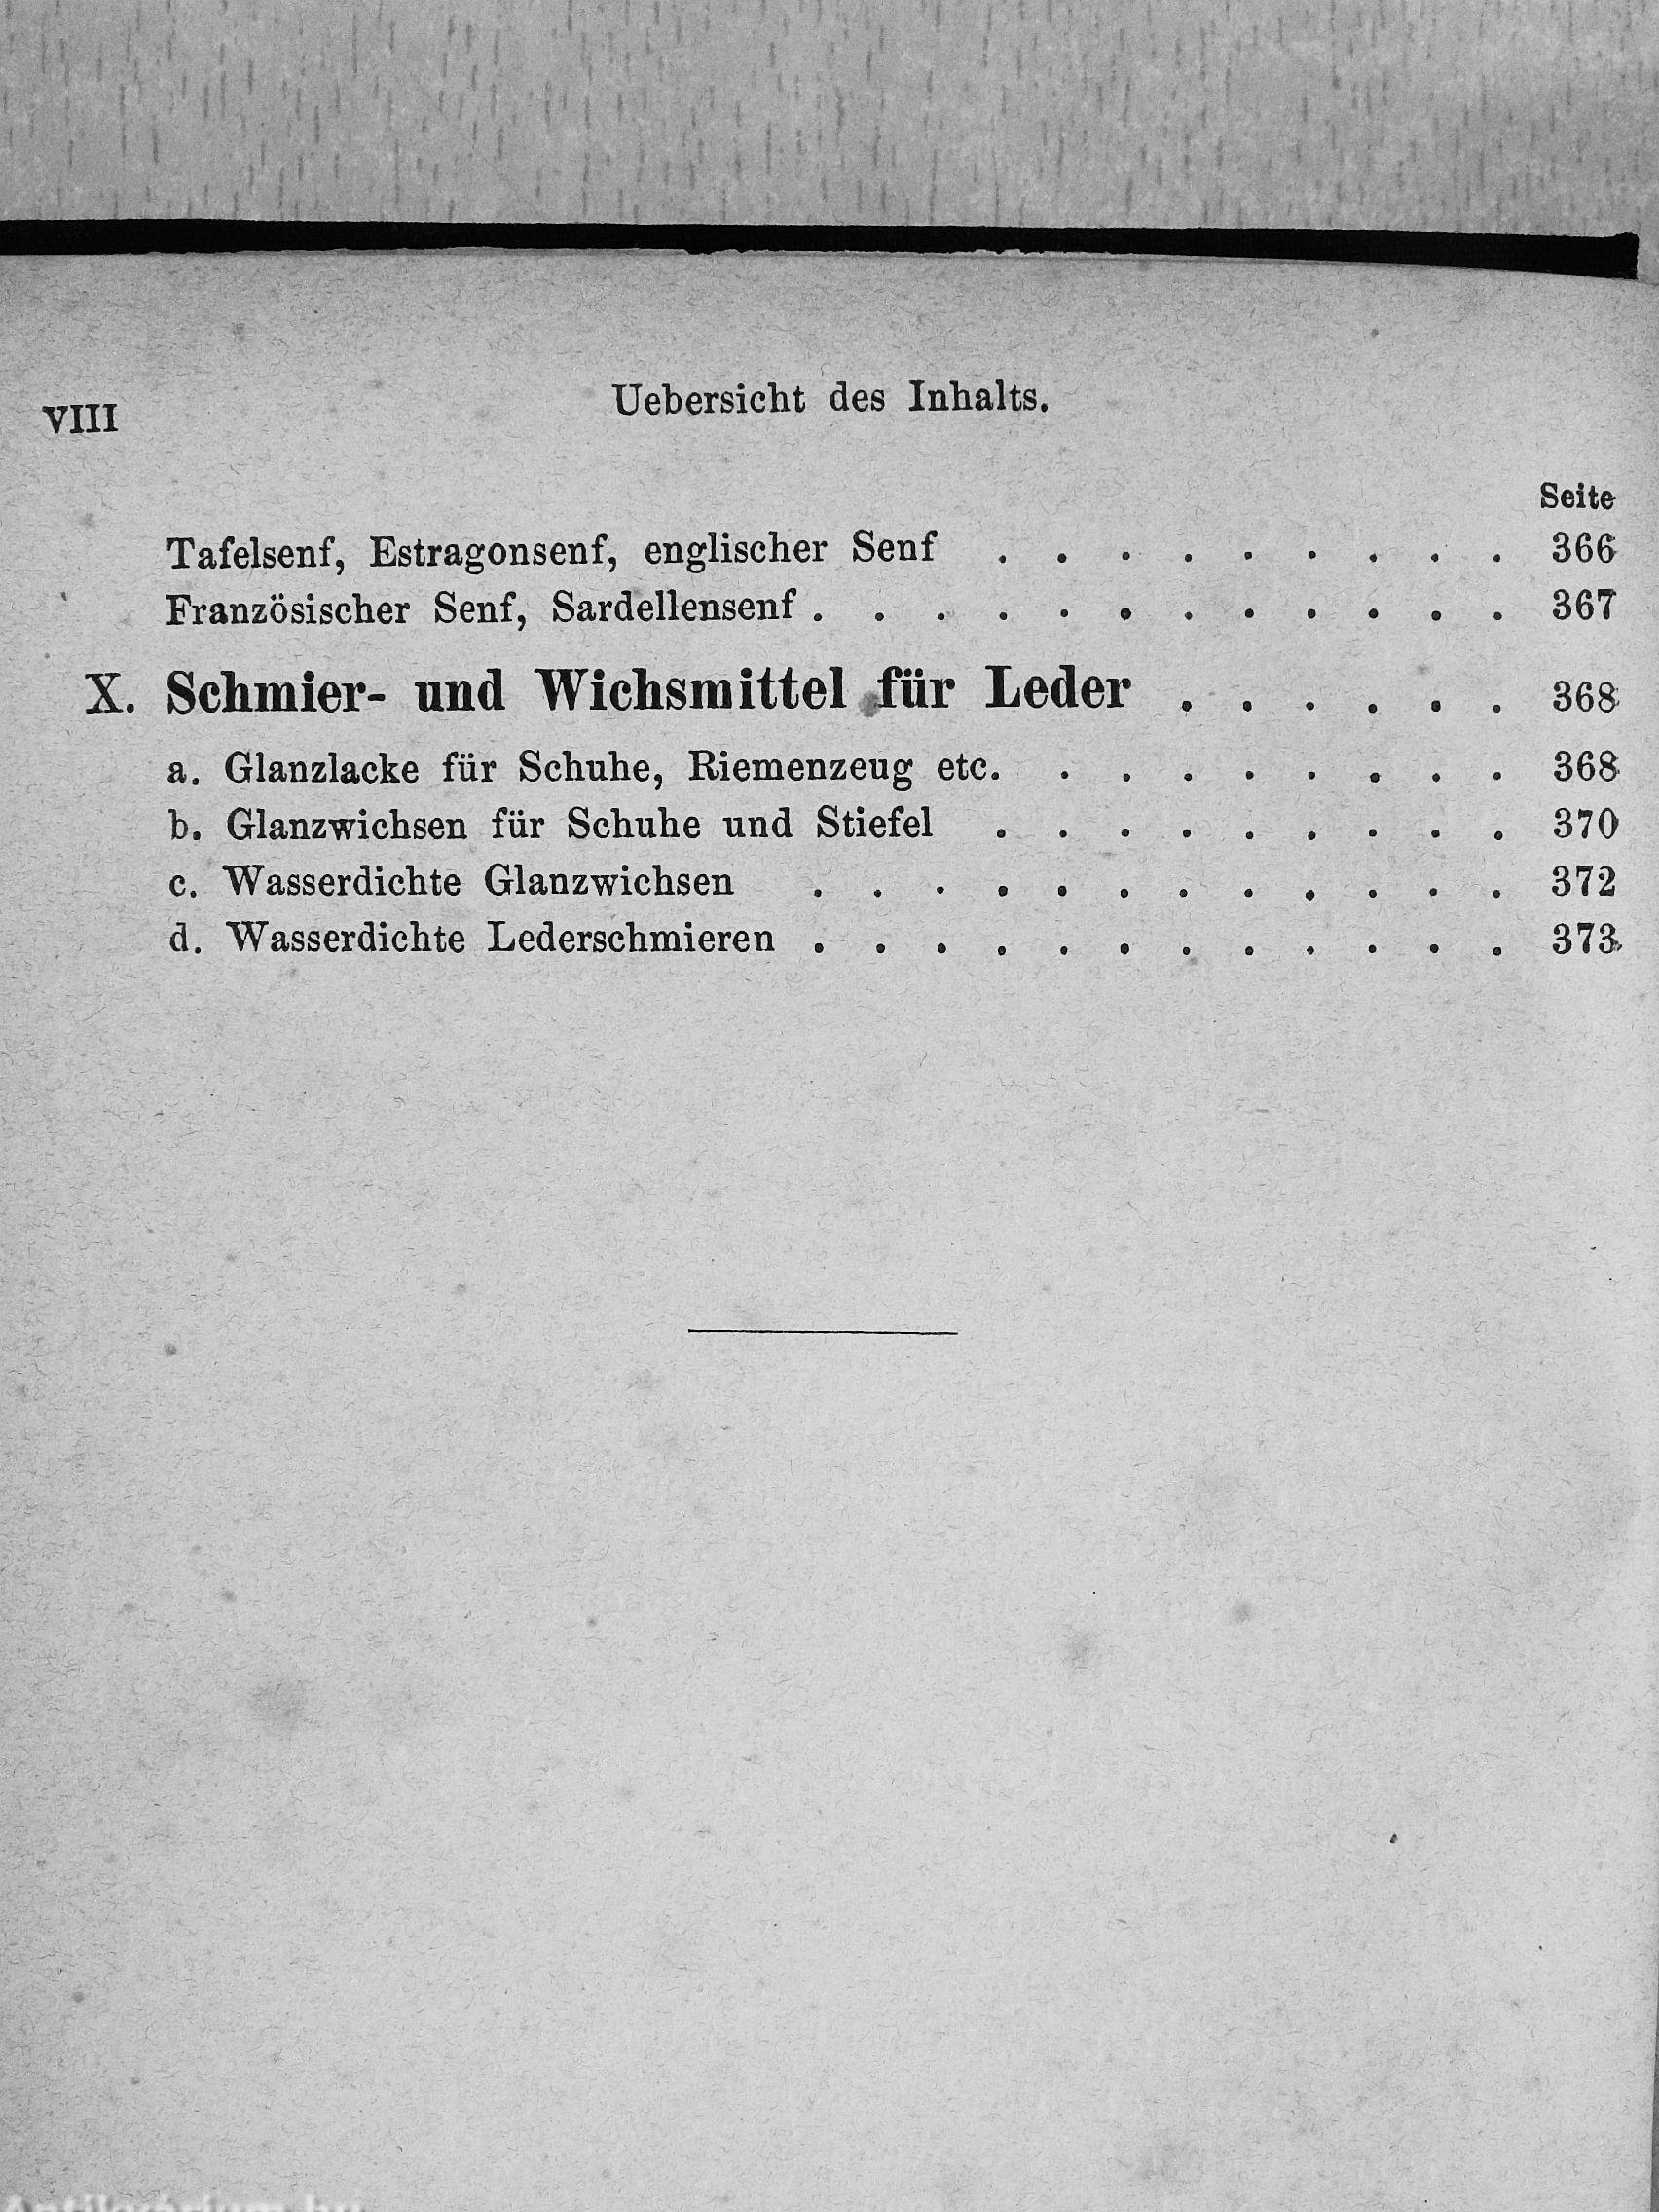 VIII
Uebersicht des Inhalts.
Seite
Tafelsenf, Estragonsenf, englischer Senf . . . . . . . . . 366
Französischer Senf, Sardellensenf . . . . . . . . . . . . 367
X. Schmier- und Wichsmittel für Leder . . . . . . 368
a. Glanzlacke für Schuhe, Riemenzeug etc. . . . . . . . . 368
b. Glanzwichsen für Schuhe und Stiefel . . . . . . . . . 370
c. Wasserdichte Glanzwichsen . . . . . . . . . . . . 372
d. Wasserdichte Lederschmieren . . . . . . . . . . . . 373